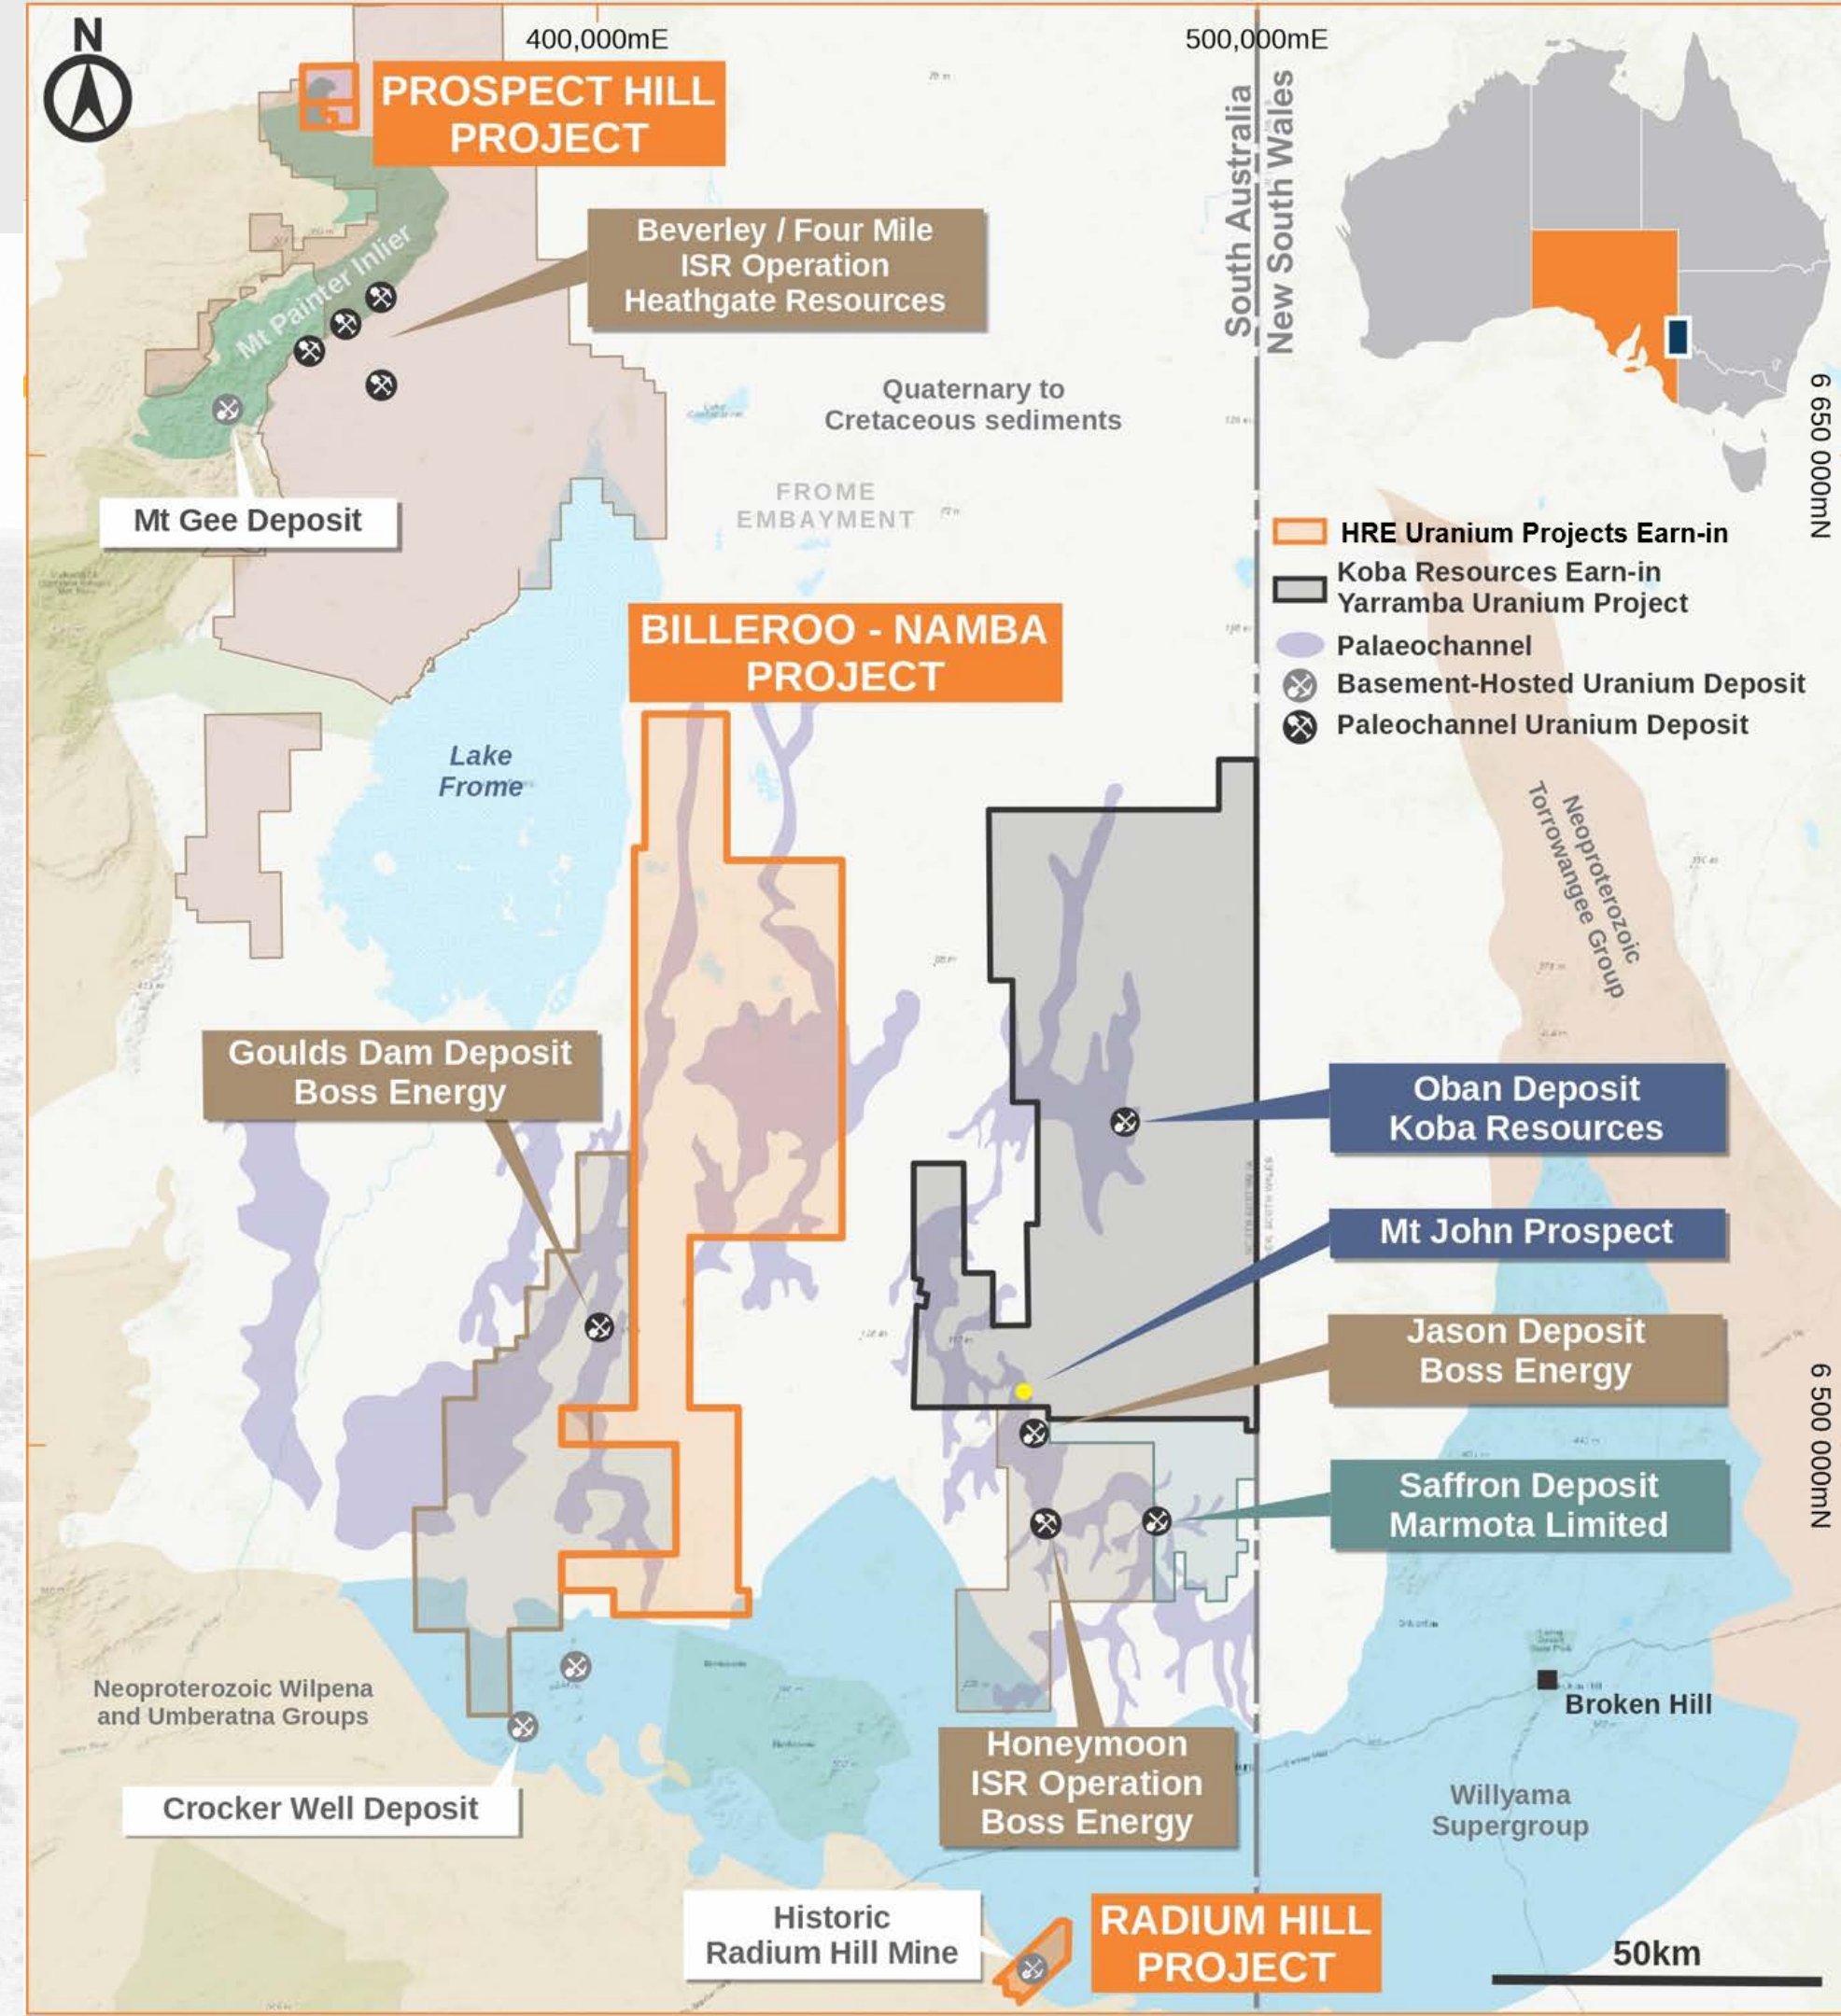 N
400,000mE
500,000mE
PROSPECT HILL
PROJECT
South Australia
New South Wales
Beverley / Four Mile
ISR Operation
Heathgate Resources
Mt Painter Inlier
Quaternary to
Cretaceous sediments
6 650 000mN
FROME
EMBAYMENT
Mt Gee Deposit
HRE Uranium Projects Earn-in
Koba Resources Earn-in
Yarramba Uranium Project
Palaeochannel
Basement-Hosted Uranium Deposit
Paleochannel Uranium Deposit
BILLEROO - NAMBA
PROJECT
Lake
Frome
Neoproterozoic
Torrowangee Group
Goulds Dam Deposit
Boss Energy
Oban Deposit
Koba Resources
Mt John Prospect
Jason Deposit
Boss Energy
6 500 000mN
Saffron Deposit
Marmota Limited
Neoproterozoic Wilpena
and Umberatna Groups
Broken Hill
Honeymoon
ISR Operation
Boss Energy
Crocker Well Deposit
Willyama
Supergroup
Historic
Radium Hill Mine
RADIUM HILL
PROJECT
50km